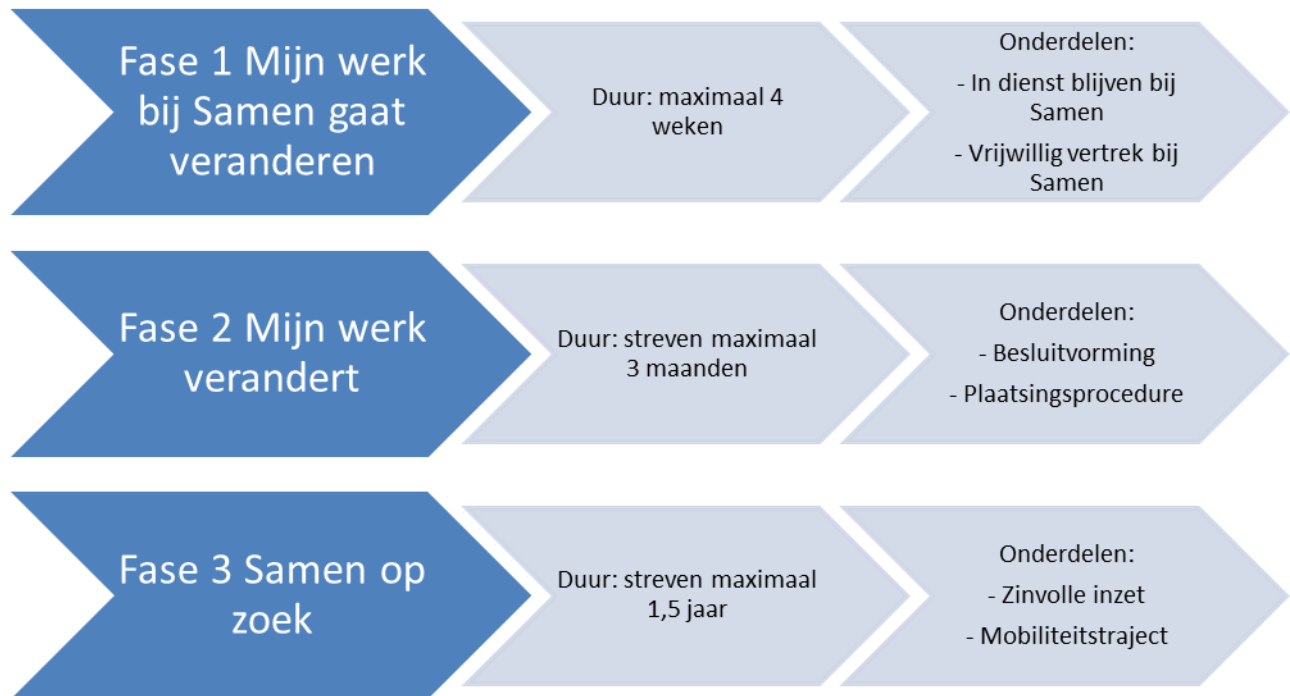 Fase 1 Mijn werk
bij Samen gaat
veranderen
Duur: maximaal 4
weken
Onderdelen:
- In dienst blijven bij
Samen
- Vrijwillig vertrek bij
Samen
Fase 2 Mijn werk
verandert
Duur: streven maximaal
3 maanden
Onderdelen:
- Besluitvorming
- Plaatsingsprocedure
Fase 3 Samen op
zoek
Duur: streven maximaal
1,5 jaar
Onderdelen:
- Zinvolle inzet
- Mobiliteitstraject